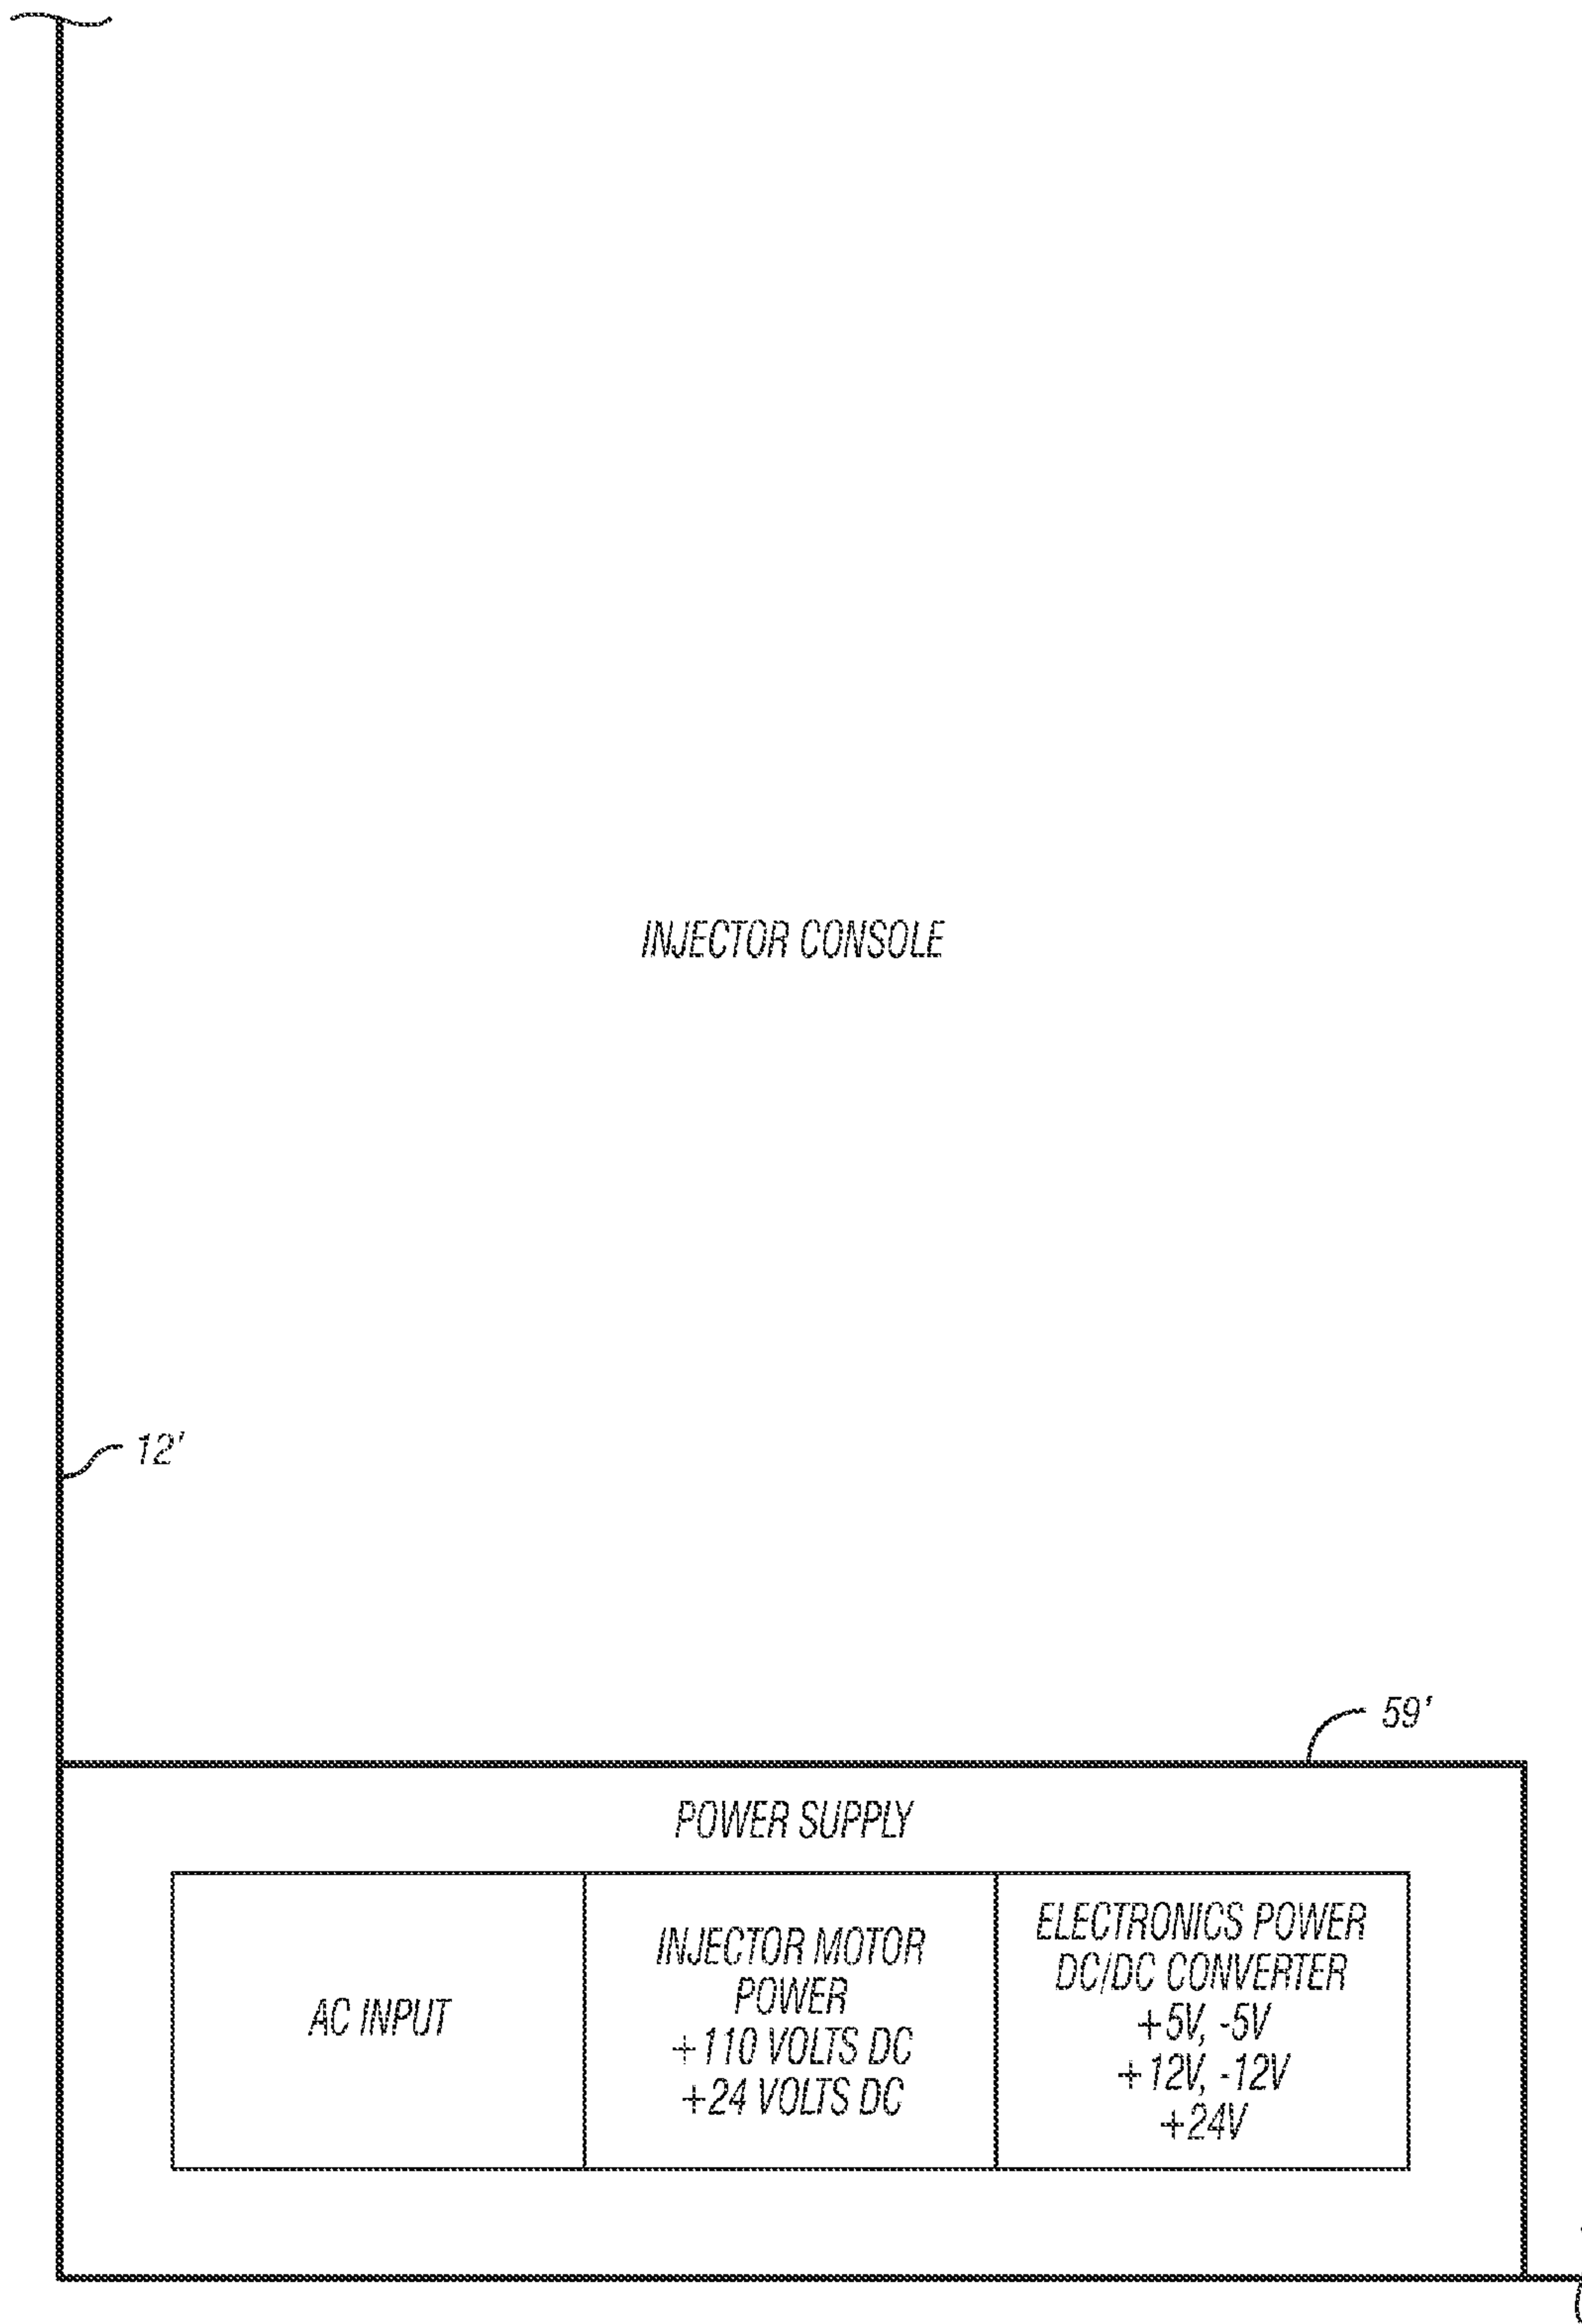 INJECTOR CONSOLE
12'
59'
POWER SUPPLY
AC INPUT
INJECTOR MOTOR
POWER
+110 VOLTS DC
+24 VOLTS DC
ELECTRONICS POWER
DC/DC CONVERTER
+5V, -5V
+12V, -12V
+24V